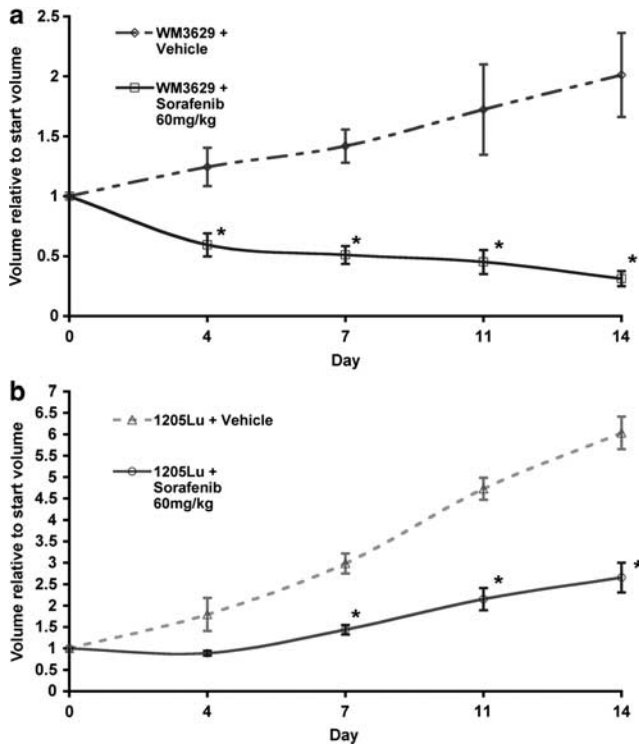 a
2.5
2
1.5
1
0.5
0
Volume relative to start volume
WM3629 +
Vehicle
WM3629 +
Sorafenib
60mg/kg
*
*
*
*
0
4
7
11
14
Day
b
7
6.5
6
5.5
5
4.5
4
3.5
3
2.5
2
1.5
1
0.5
0
Volume relative to start volume
1205Lu + Vehicle
1205Lu +
Sorafenib
60mg/kg
*
*
*
0
4
7
11
14
Day